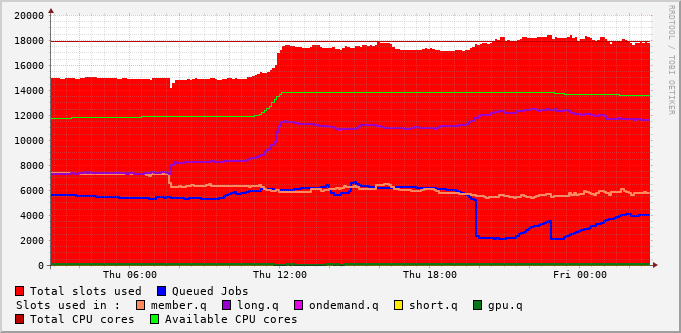 20000
18000
16000
14000
12000
10000
8000
6000
4000
2000
0
Thu 06:00 Thu 12:00 Thu 18:00 Fri 00:00
Total slots used Queued Jobs
Slots used in : member.q long.q ondemand.q short.q gpu.q
Total CPU cores Available CPU cores
RRDTOOL / TOBI OETIKER